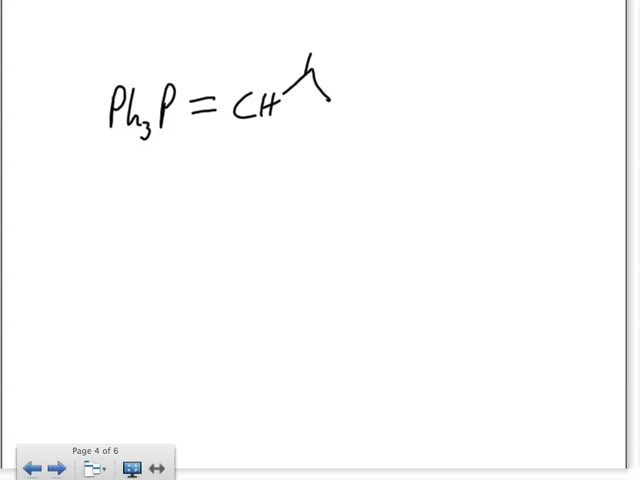 Ph₃P = CH
Page 4 of 6